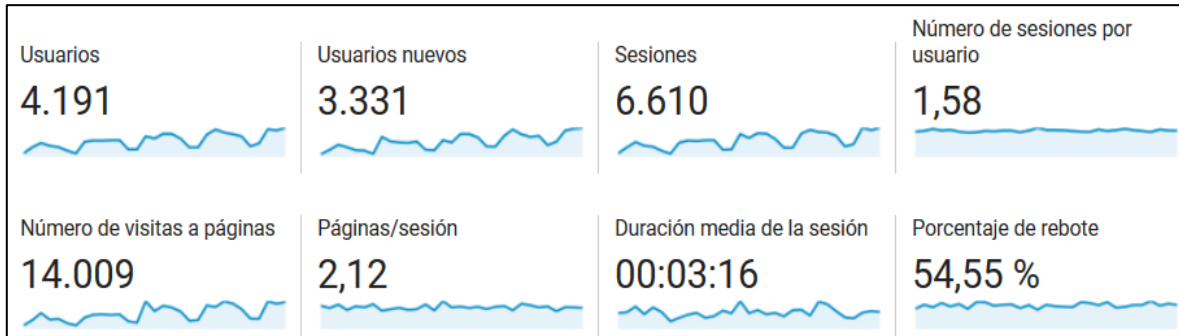 Usuarios
4.191
Usuarios nuevos
3.331
Sesiones
6.610
Número de sesiones por
usuario
1,58
Número de visitas a páginas
14.009
Páginas/sesión
2,12
Duración media de la sesión
00:03:16
Porcentaje de rebote
54,55 %